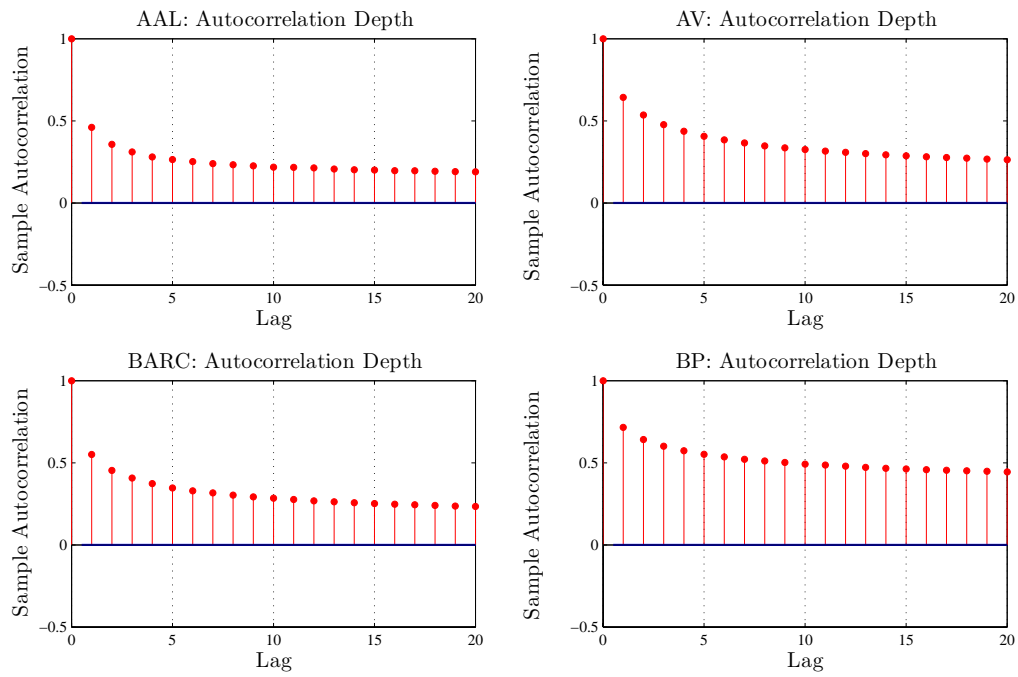 AAL: Autocorrelation Depth
Sample Autocorrelation
1
0.5
0
−0.5
0 5 10 15 20
Lag
AV: Autocorrelation Depth
Sample Autocorrelation
1
0.5
0
−0.5
0 5 10 15 20
Lag
BARC: Autocorrelation Depth
Sample Autocorrelation
1
0.5
0
−0.5
0 5 10 15 20
Lag
BP: Autocorrelation Depth
Sample Autocorrelation
1
0.5
0
−0.5
0 5 10 15 20
Lag